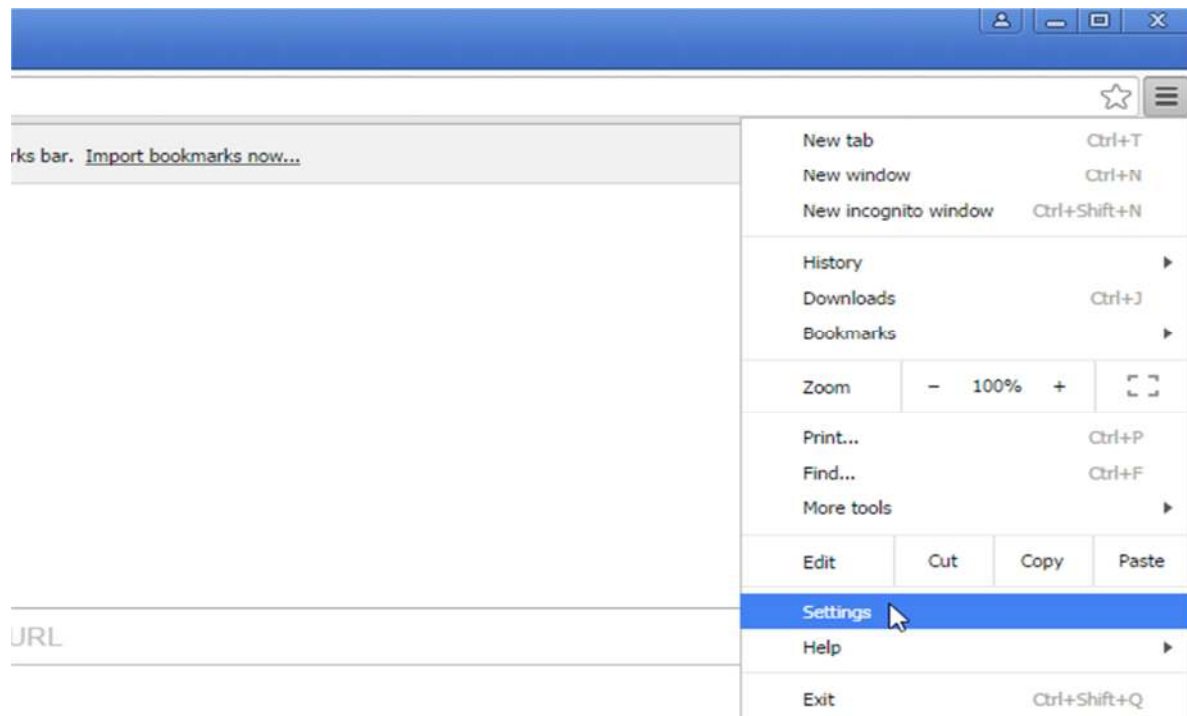 rks bar. Import bookmarks now...
New tab Ctrl+T
New window Ctrl+N
New incognito window Ctrl+Shift+N
History
Downloads Ctrl+J
Bookmarks
Zoom - 100% +
Print... Ctrl+P
Find... Ctrl+F
More tools
Edit Cut Copy Paste
Settings
URL
Help
Exit Ctrl+Shift+Q